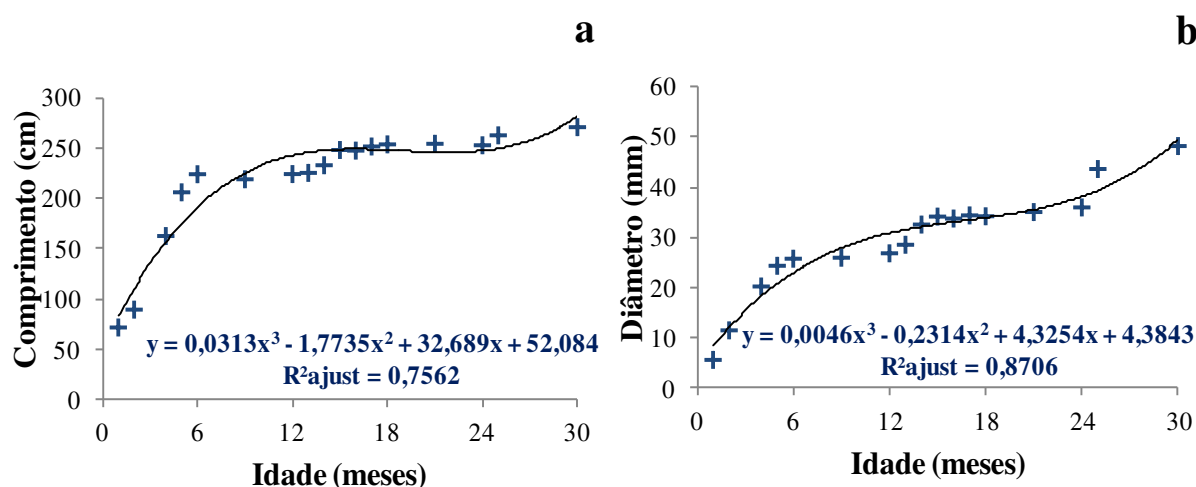 a
Comprimento (cm)
300
250
200
150
100
50
0
y = 0,0313x³ - 1,7735x² + 32,689x + 52,084
R²ajust = 0,7562
0 6 12 18 24 30
Idade (meses)
b
Diâmetro (mm)
60
50
40
30
20
10
0
y = 0,0046x³ - 0,2314x² + 4,3254x + 4,3843
R²ajust = 0,8706
0 6 12 18 24 30
Idade (meses)